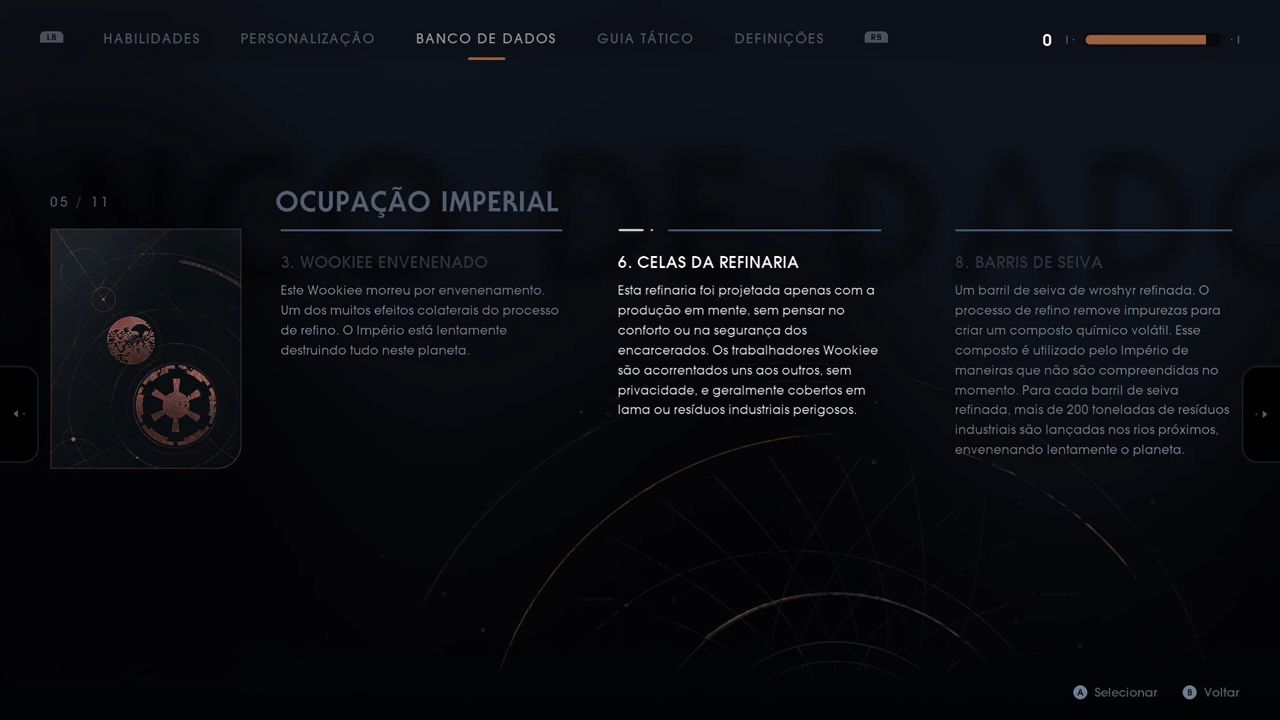 LB HABILIDADES PERSONALIZAÇÃO BANCO DE DADOS GUIA TÁTICO DEFINIÇÕES RB 0
05 / 11
OCUPAÇÃO IMPERIAL
3. WOOKIEE ENVENENADO
Este Wookiee morreu por envenenamento.
Um dos muitos efeitos colaterais do processo
de refino. O Império está lentamente
destruindo tudo neste planeta.
6. CELAS DA REFINARIA
Esta refinaria foi projetada apenas com a
produção em mente, sem pensar no
conforto ou na segurança dos
encarcerados. Os trabalhadores Wookiee
são acorrentados uns aos outros, sem
privacidade, e geralmente cobertos em
lama ou resíduos industriais perigosos.
8. BARRIS DE SEIVA
Um barril de seiva de wroshyr refinada. O
processo de refino remove impurezas para
criar um composto químico volátil. Esse
composto é utilizado pelo Império de
maneiras que não são compreendidas no
momento. Para cada barril de seiva
refinada, mais de 200 toneladas de resíduos
industriais são lançadas nos rios próximos,
envenenando lentamente o planeta.
A Selecionar B Voltar